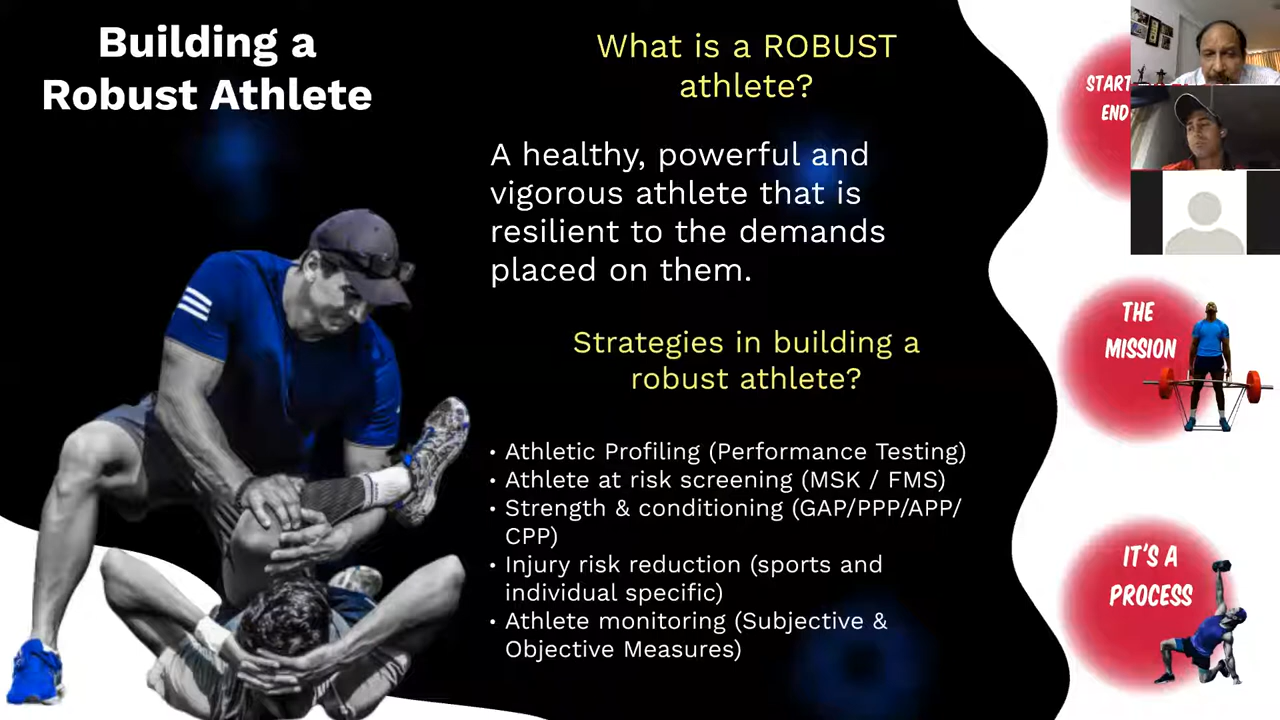 Building a
Robust Athlete
What is a ROBUST
athlete?
A healthy, powerful and
vigorous athlete that is
resilient to the demands
placed on them.
Strategies in building a
robust athlete?
• Athletic Profiling (Performance Testing)
• Athlete at risk screening (MSK / FMS)
• Strength & conditioning (GAP/PPP/APP/
CPP)
• Injury risk reduction (sports and
individual specific)
• Athlete monitoring (Subjective &
Objective Measures)
START
END
THE
MISSION
IT'S A
PROCESS